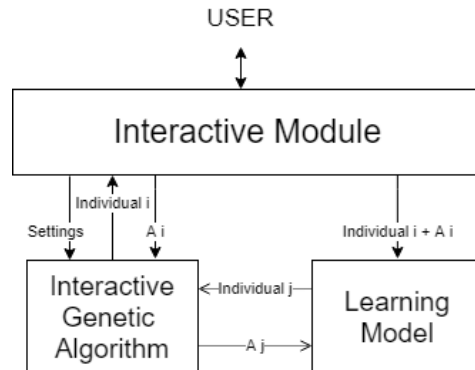 USER
Interactive Module
Individual i
Settings
A i
Individual i + A i
Interactive
Genetic
Algorithm
Individual j
A j
Learning
Model